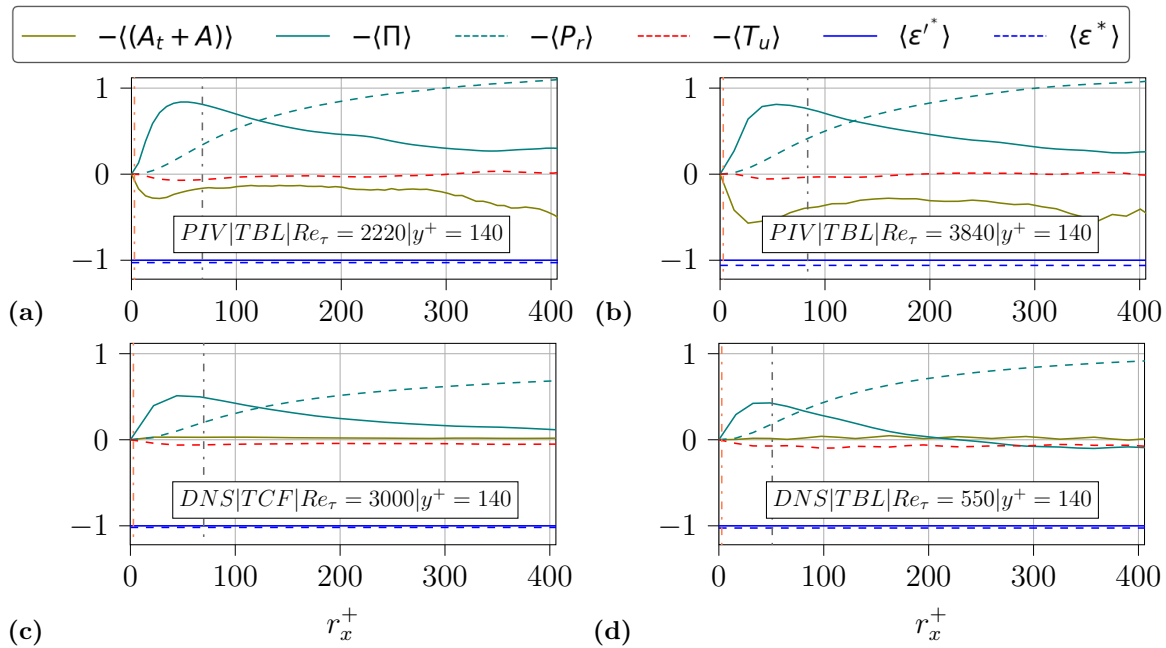 −⟨(A_t + A)⟩ −⟨Π⟩ −⟨P_r⟩ −⟨T_u⟩ ⟨ε′^*⟩ ⟨ε^*⟩
1
0
−1
0 100 200 300 400
PIV|TBL|Re_τ = 2220|y^+ = 140
(a)
1
0
−1
0 100 200 300 400
PIV|TBL|Re_τ = 3840|y^+ = 140
(b)
1
0
−1
0 100 200 300 400
DNS|TCF|Re_τ = 3000|y^+ = 140
r_x^+
(c)
1
0
−1
0 100 200 300 400
DNS|TBL|Re_τ = 550|y^+ = 140
r_x^+
(d)